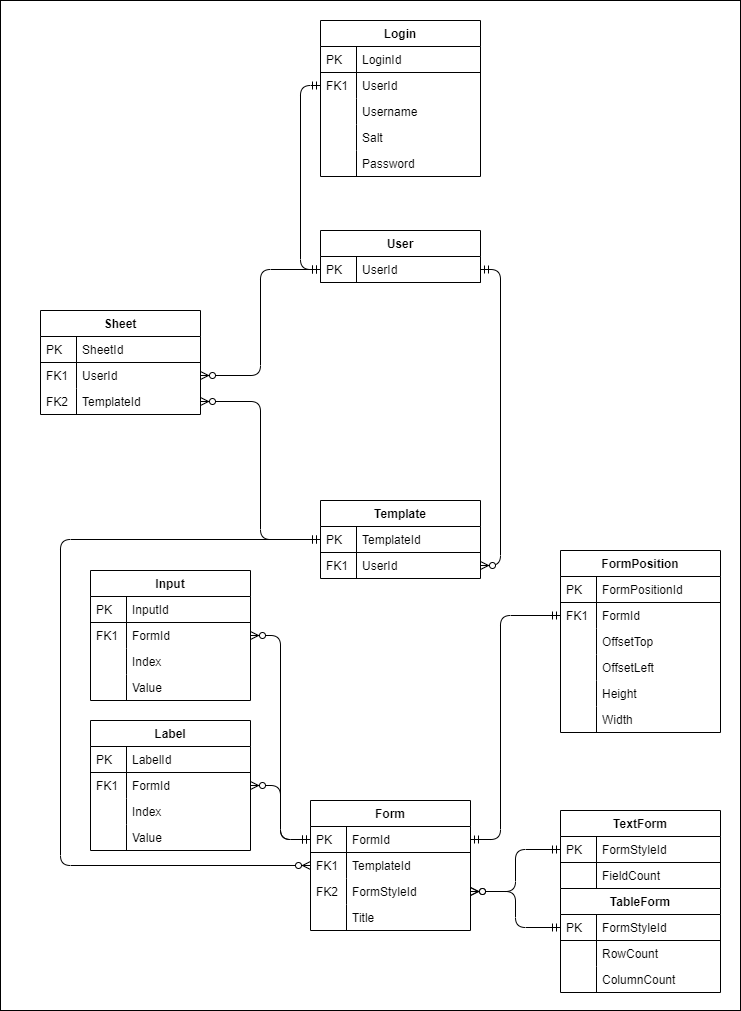 Login
PK LoginId
FK1 UserId
Username
Salt
Password
User
PK UserId
Sheet
PK SheetId
FK1 UserId
FK2 TemplateId
Template
PK TemplateId
FK1 UserId
FormPosition
PK FormPositionId
FK1 FormId
OffsetTop
OffsetLeft
Height
Width
Input
PK InputId
FK1 FormId
Index
Value
Label
PK LabelId
FK1 FormId
Index
Value
Form
PK FormId
FK1 TemplateId
FK2 FormStyleId
Title
TextForm
PK FormStyleId
FieldCount
TableForm
PK FormStyleId
RowCount
ColumnCount